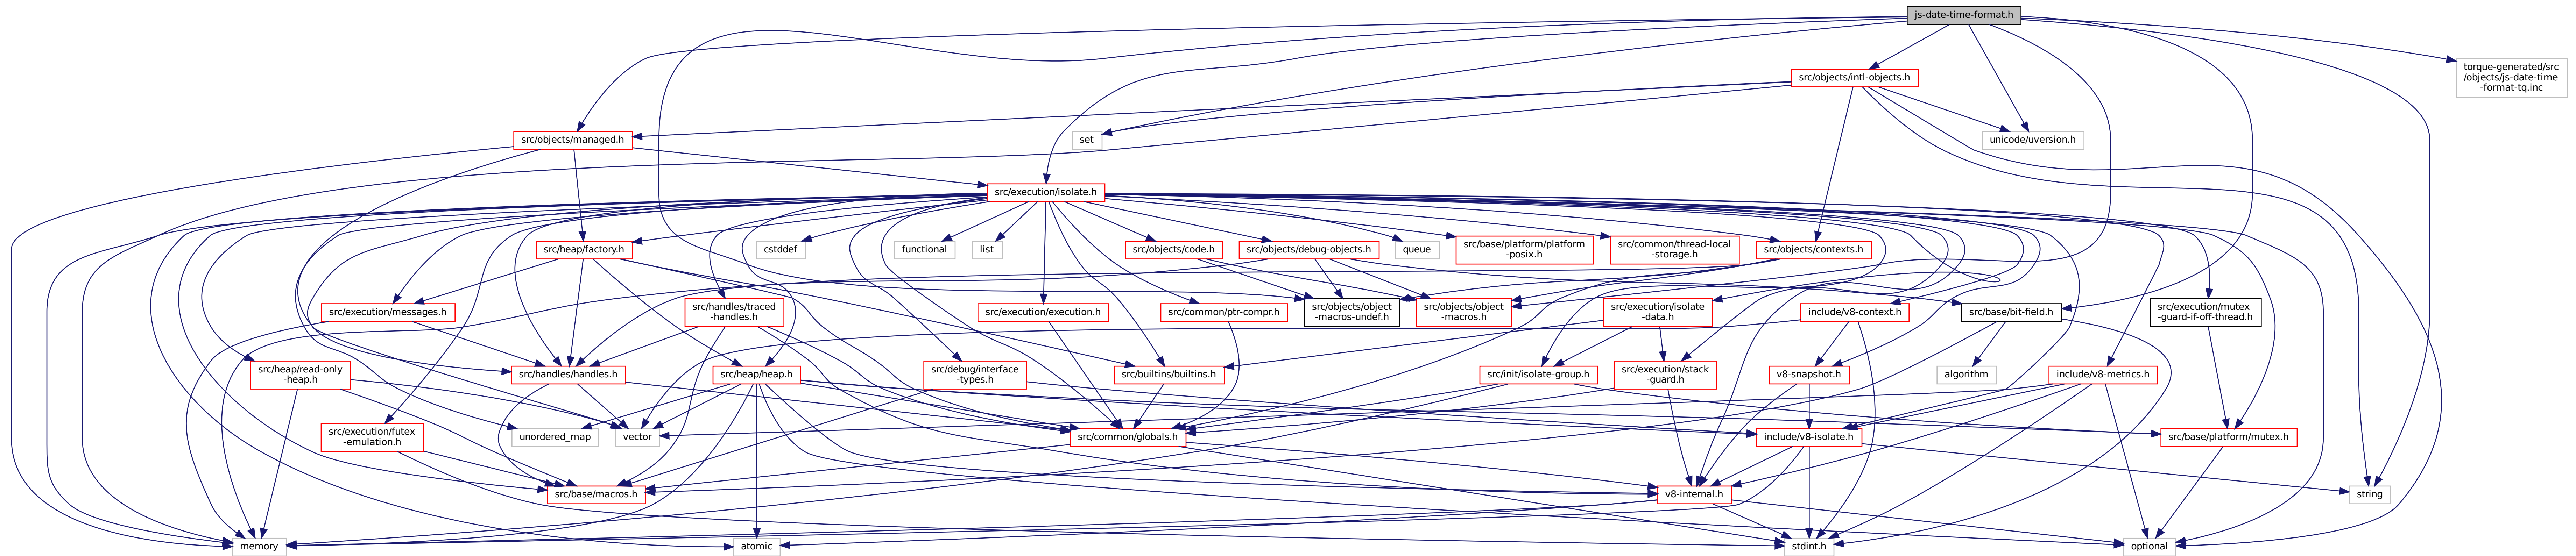 js-date-time-format.h
torque-generated/src
/objects/js-date-time
-format-tq.inc
src/objects/intl-objects.h
src/objects/managed.h
set
unicode/uversion.h
src/execution/isolate.h
src/heap/factory.h
cstddef
functional
list
src/objects/code.h
src/objects/debug-objects.h
queue
src/base/platform/platform
-posix.h
src/common/thread-local
-storage.h
src/objects/contexts.h
src/execution/messages.h
src/handles/traced
-handles.h
src/execution/execution.h
src/common/ptr-compr.h
src/objects/object
-macros-undef.h
src/objects/object
-macros.h
src/execution/isolate
-data.h
include/v8-context.h
src/base/bit-field.h
src/execution/mutex
-guard-if-off-thread.h
src/heap/read-only
-heap.h
src/handles/handles.h
src/heap/heap.h
src/debug/interface
-types.h
src/builtins/builtins.h
src/init/isolate-group.h
src/execution/stack
-guard.h
v8-snapshot.h
algorithm
include/v8-metrics.h
src/execution/futex
-emulation.h
unordered_map
vector
src/common/globals.h
include/v8-isolate.h
src/base/platform/mutex.h
src/base/macros.h
v8-internal.h
string
memory
atomic
stdint.h
optional